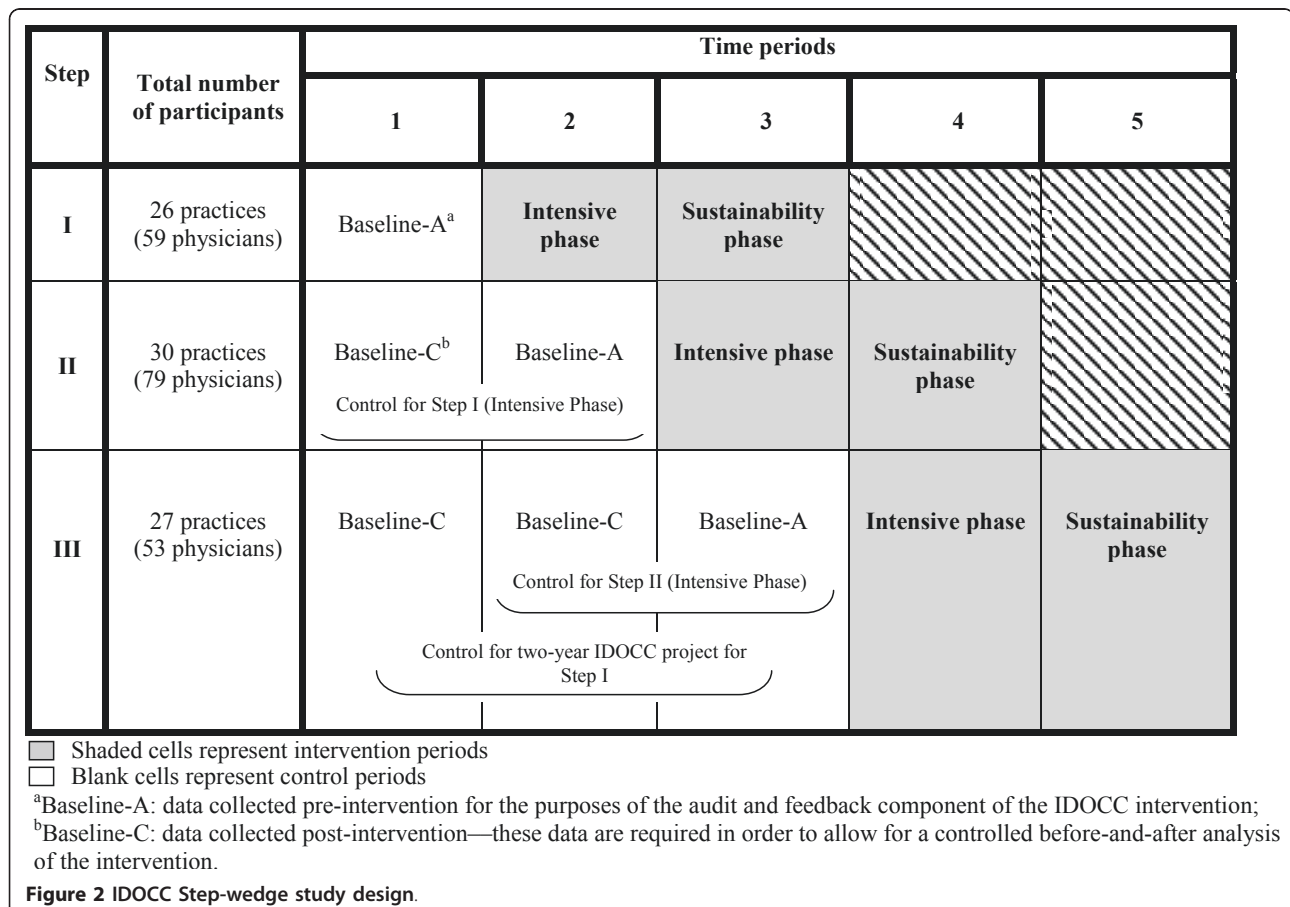 Step
Total number
of participants
Time periods
1
2
3
4
5
I
26 practices
(59 physicians)
Baseline-Aᵃ
Intensive
phase
Sustainability
phase
II
30 practices
(79 physicians)
Baseline-Cᵇ
Baseline-A
Intensive phase
Sustainability
phase
Control for Step I (Intensive Phase)
III
27 practices
(53 physicians)
Baseline-C
Baseline-C
Baseline-A
Intensive phase
Sustainability
phase
Control for Step II (Intensive Phase)
Control for two-year IDOCC project for
Step I
Shaded cells represent intervention periods
Blank cells represent control periods
ᵃBaseline-A: data collected pre-intervention for the purposes of the audit and feedback component of the IDOCC intervention;
ᵇBaseline-C: data collected post-intervention—these data are required in order to allow for a controlled before-and-after analysis
of the intervention.
Figure 2 IDOCC Step-wedge study design.